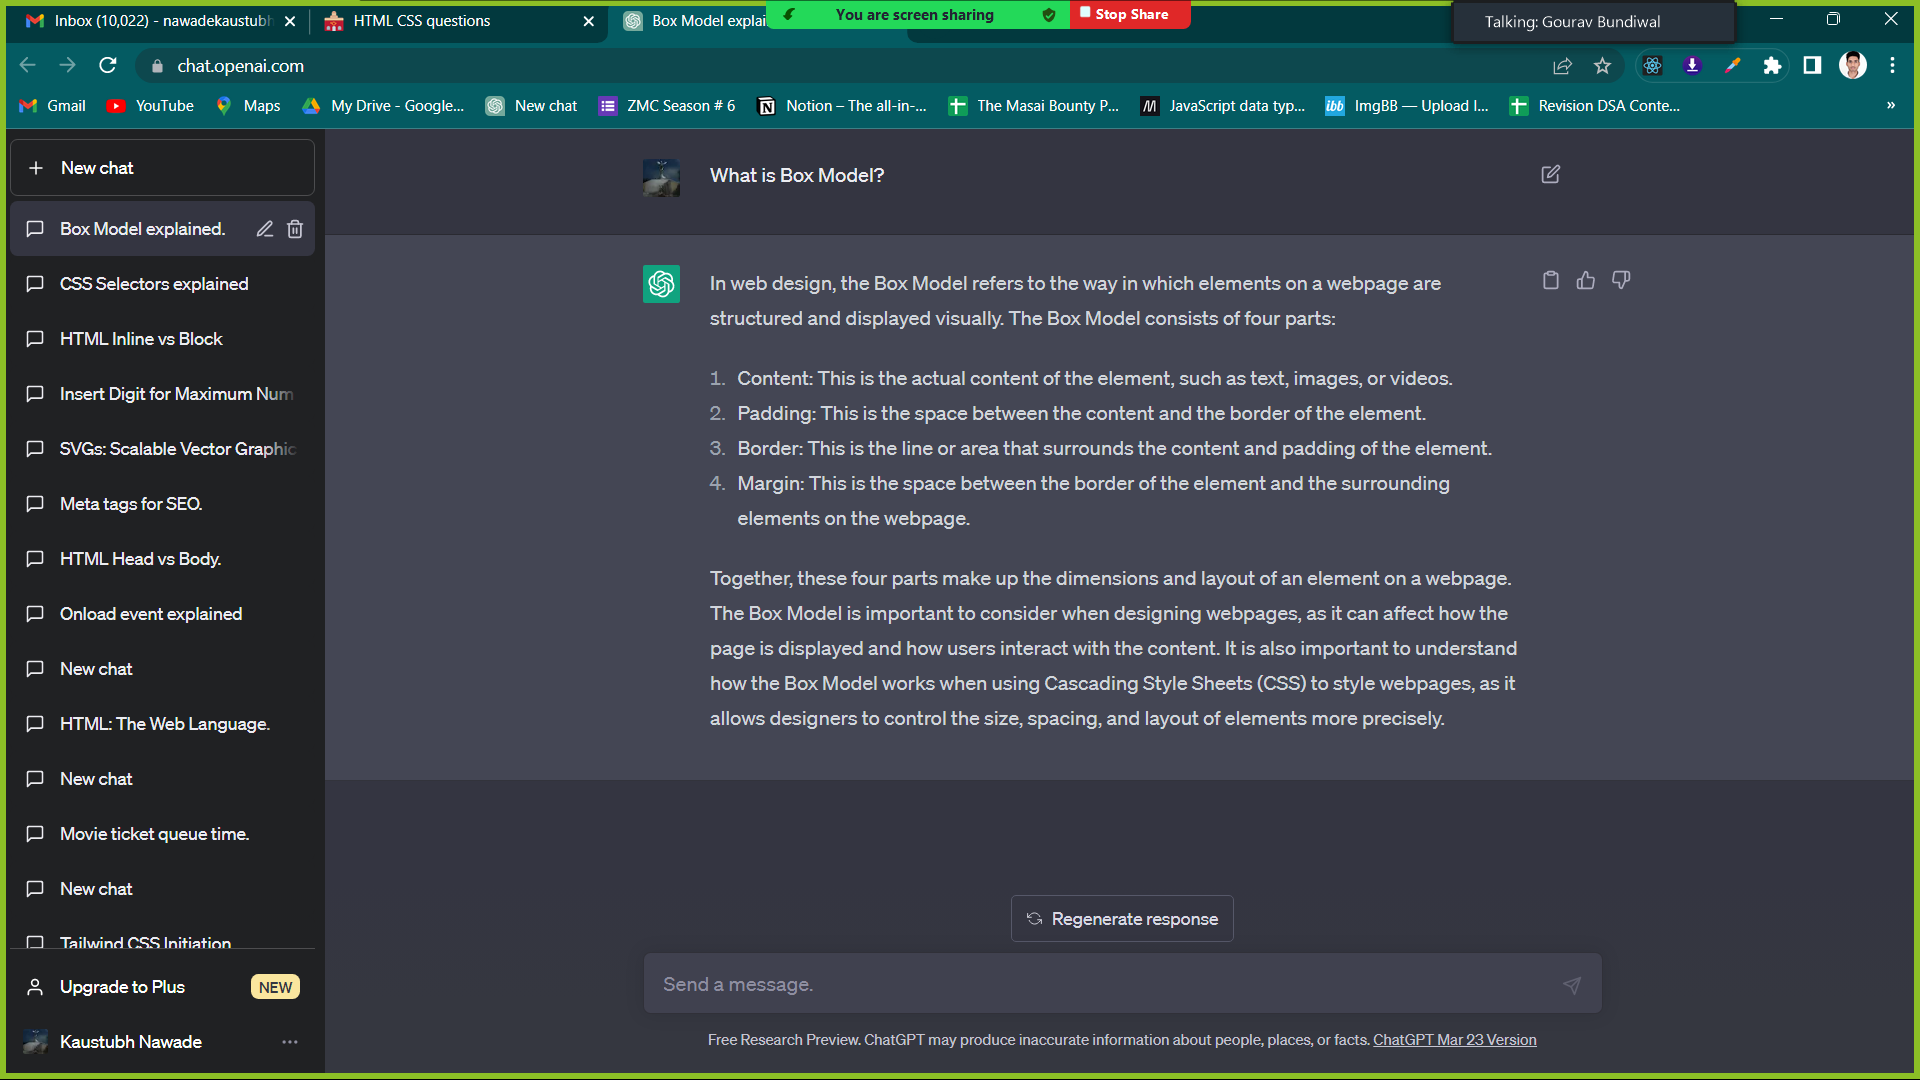 Inbox (10,022) - nawadekaustubh
HTML CSS questions
Box Model explai
You are screen sharing
Stop Share
Talking: Gourav Bundiwal
chat.openai.com
Gmail
YouTube
Maps
My Drive - Google...
New chat
ZMC Season # 6
Notion – The all-in-...
The Masai Bounty P...
JavaScript data typ...
ibb
ImgBB — Upload I...
Revision DSA Conte...
»
New chat
Box Model explained.
CSS Selectors explained
HTML Inline vs Block
Insert Digit for Maximum Num
SVGs: Scalable Vector Graphic
Meta tags for SEO.
HTML Head vs Body.
Onload event explained
New chat
HTML: The Web Language.
New chat
Movie ticket queue time.
New chat
Tailwind CSS Initiation
Upgrade to Plus
NEW
Kaustubh Nawade
What is Box Model?
In web design, the Box Model refers to the way in which elements on a webpage are
structured and displayed visually. The Box Model consists of four parts:
1. Content: This is the actual content of the element, such as text, images, or videos.
2. Padding: This is the space between the content and the border of the element.
3. Border: This is the line or area that surrounds the content and padding of the element.
4. Margin: This is the space between the border of the element and the surrounding
elements on the webpage.
Together, these four parts make up the dimensions and layout of an element on a webpage.
The Box Model is important to consider when designing webpages, as it can affect how the
page is displayed and how users interact with the content. It is also important to understand
how the Box Model works when using Cascading Style Sheets (CSS) to style webpages, as it
allows designers to control the size, spacing, and layout of elements more precisely.
Regenerate response
Send a message.
Free Research Preview. ChatGPT may produce inaccurate information about people, places, or facts. ChatGPT Mar 23 Version